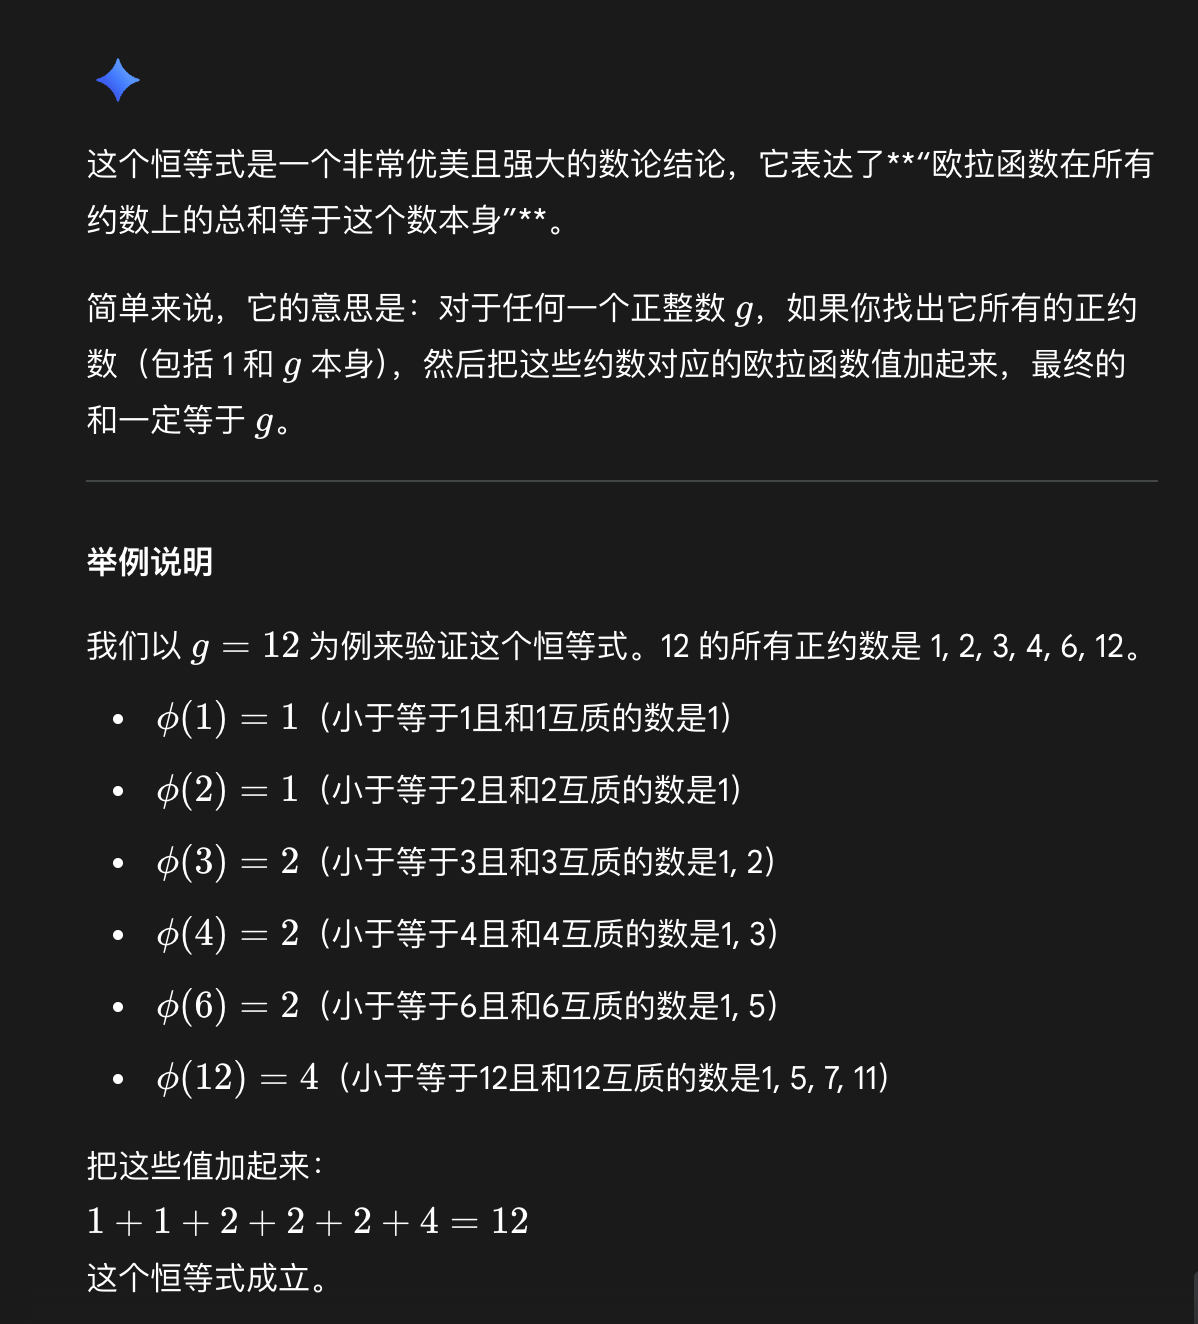 这个恒等式是一个非常优美且强大的数论结论，它表达了**“欧拉函数在所有
约数上的总和等于这个数本身”**。
简单来说，它的意思是：对于任何一个正整数 g，如果你找出它所有的正约
数（包括 1 和 g 本身），然后把这些约数对应的欧拉函数值加起来，最终的
和一定等于 g。
举例说明
我们以 g = 12 为例来验证这个恒等式。12 的所有正约数是 1, 2, 3, 4, 6, 12。
• ϕ(1) = 1（小于等于1且和1互质的数是1）
• ϕ(2) = 1（小于等于2且和2互质的数是1）
• ϕ(3) = 2（小于等于3且和3互质的数是1, 2）
• ϕ(4) = 2（小于等于4且和4互质的数是1, 3）
• ϕ(6) = 2（小于等于6且和6互质的数是1, 5）
• ϕ(12) = 4（小于等于12且和12互质的数是1, 5, 7, 11）
把这些值加起来：
1 + 1 + 2 + 2 + 2 + 4 = 12
这个恒等式成立。